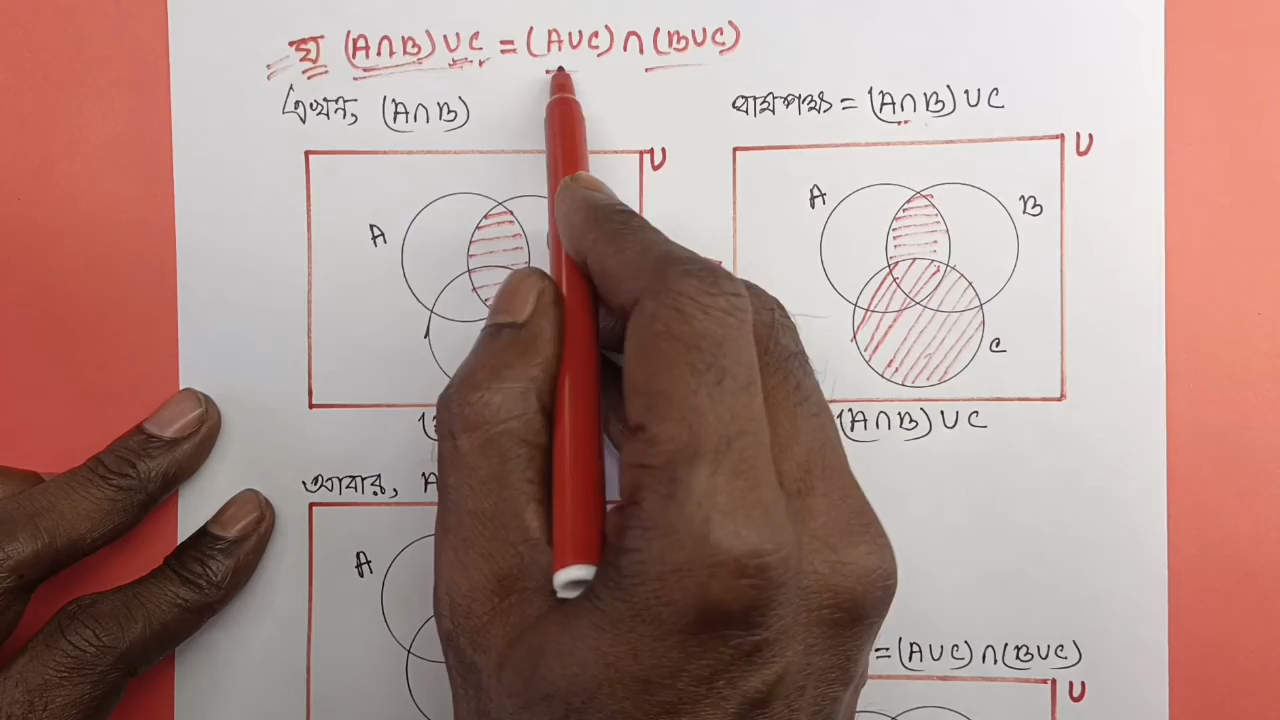 ঘ (A∩B) ∪ C = (A∪C) ∩ (B∪C)
এখন, (A∩B)
U
A
বামপক্ষ = (A∩B) ∪ C
U
A
B
C
(A∩B) ∪ C
আবার, A
A
= (A∪C) ∩ (B∪C)
U